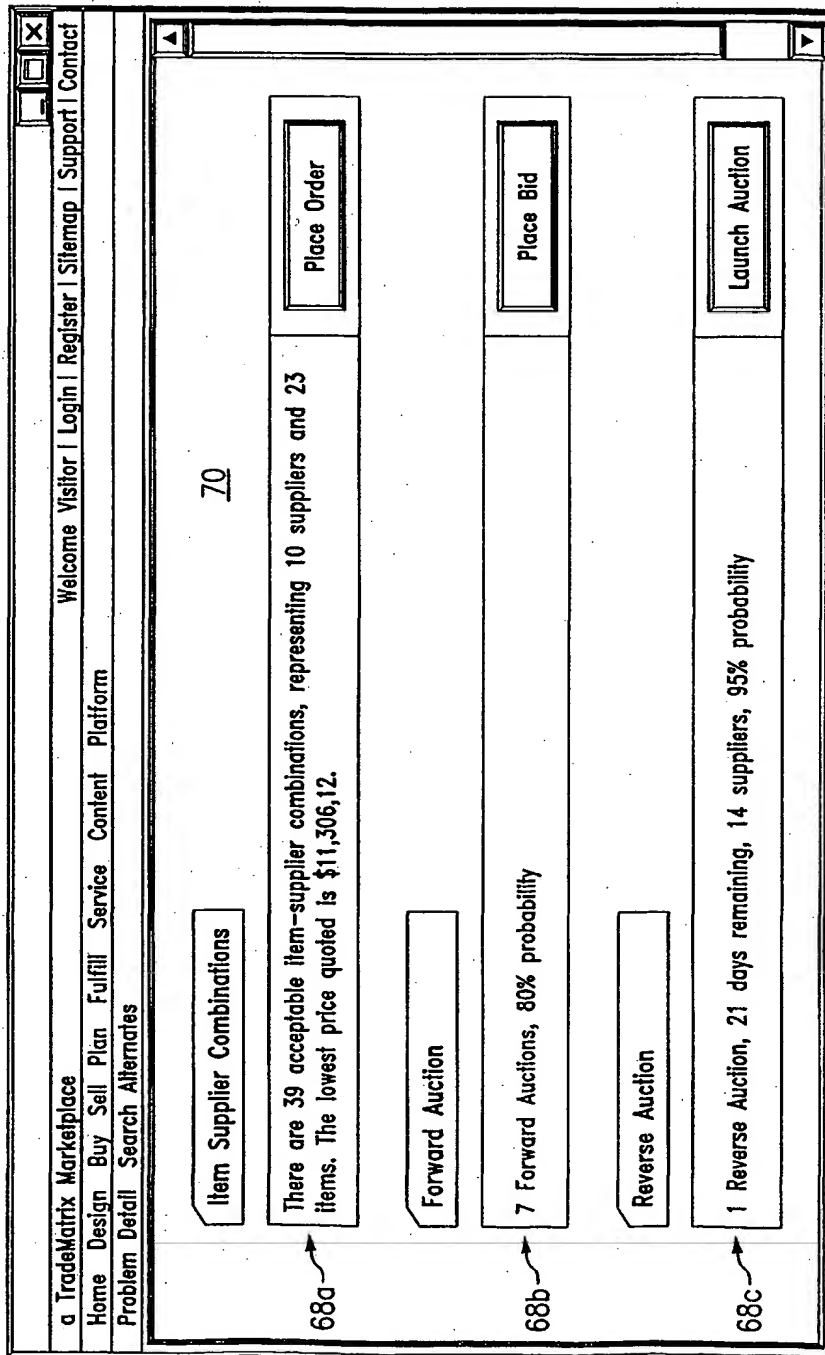 a TradeMatrix Marketplace Welcome Visitor | Login | Register | Sitemap | Support | Contact
Home Design Buy Sell Plan Fulfill Service Content Platform
Problem Detail Search Alternates
70
Item Supplier Combinations
68a
There are 39 acceptable item-supplier combinations, representing 10 suppliers and 23
items. The lowest price quoted is $11,306,12.
Place Order
Forward Auction
68b
7 Forward Auctions, 80% probability
Place Bid
Reverse Auction
68c
1 Reverse Auction, 21 days remaining, 14 suppliers, 95% probability
Launch Auction